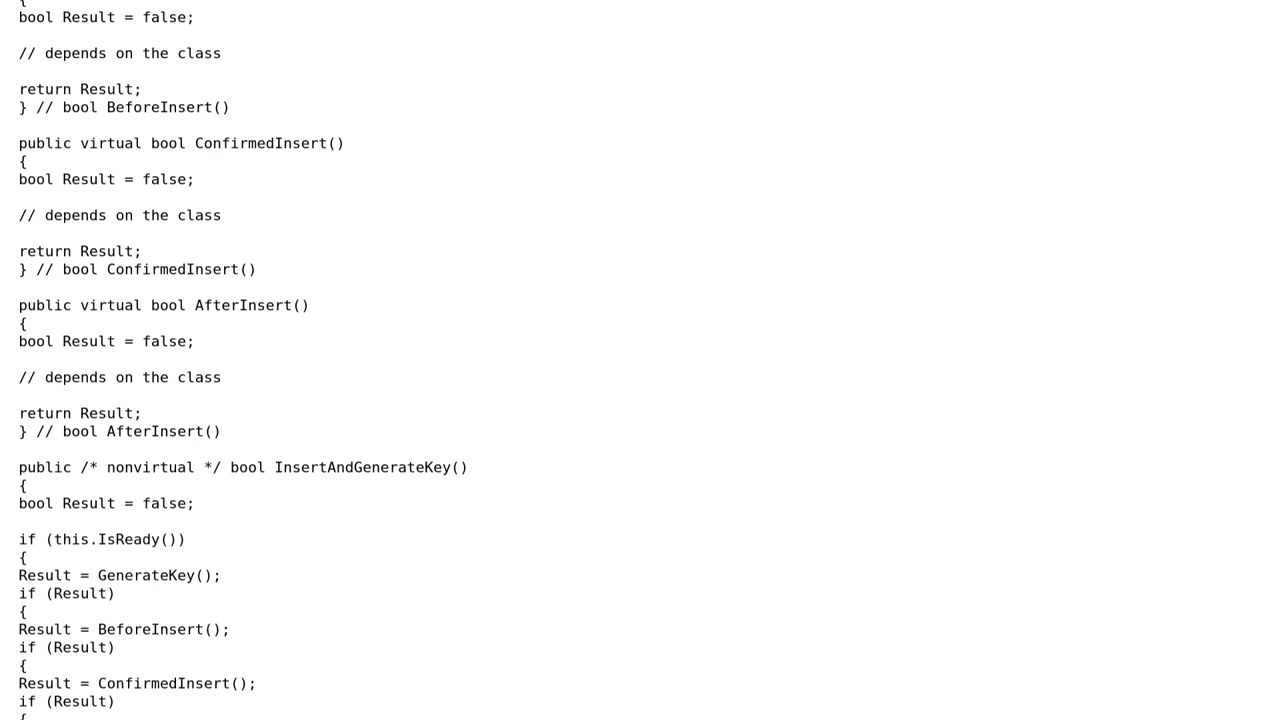 {
bool Result = false;
// depends on the class
return Result;
} // bool BeforeInsert()
public virtual bool ConfirmedInsert()
{
bool Result = false;
// depends on the class
return Result;
} // bool ConfirmedInsert()
public virtual bool AfterInsert()
{
bool Result = false;
// depends on the class
return Result;
} // bool AfterInsert()
public /* nonvirtual */ bool InsertAndGenerateKey()
{
bool Result = false;
if (this.IsReady())
{
Result = GenerateKey();
if (Result)
{
Result = BeforeInsert();
if (Result)
{
Result = ConfirmedInsert();
if (Result)
{